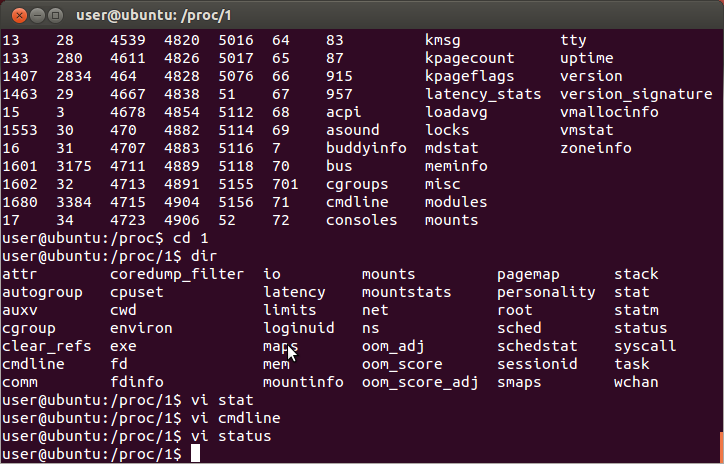 user@ubuntu: /proc/1
13 28 4539 4820 5016 64 83 kmsg tty
133 280 4611 4826 5017 65 87 kpagecount uptime
1407 2834 464 4828 5076 66 915 kpageflags version
1463 29 4667 4838 51 67 957 latency_stats version_signature
15 3 4678 4854 5112 68 acpi loadavg vmallocinfo
1553 30 470 4882 5114 69 asound locks vmstat
16 31 4707 4883 5116 7 buddyinfo mdstat zoneinfo
1601 3175 4711 4889 5118 70 bus meminfo
1602 32 4713 4891 5155 701 cgroups misc
1680 3384 4715 4904 5156 71 cmdline modules
17 34 4723 4906 52 72 consoles mounts
user@ubuntu:/proc$ cd 1
user@ubuntu:/proc/1$ dir
attr coredump_filter io mounts pagemap stack
autogroup cpuset latency mountstats personality stat
auxv cwd limits net root statm
cgroup environ loginuid ns sched status
clear_refs exe maps oom_adj schedstat syscall
cmdline fd mem oom_score sessionid task
comm fdinfo mountinfo oom_score_adj smaps wchan
user@ubuntu:/proc/1$ vi stat
user@ubuntu:/proc/1$ vi cmdline
user@ubuntu:/proc/1$ vi status
user@ubuntu:/proc/1$